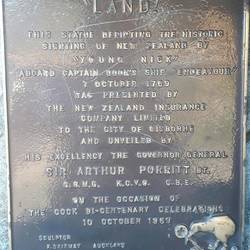 LAND
THIS STATUE DEPICTING THE HISTORIC
SIGHTING OF NEW ZEALAND BY
"YOUNG NICK"
ABOARD CAPTAIN COOK'S SHIP ENDEAVOUR
7 OCTOBER 1769
WAS PRESENTED BY
THE NEW ZEALAND INSURANCE
COMPANY LIMITED
TO THE CITY OF GISBORNE
AND UNVEILED BY
HIS EXCELLENCY THE GOVERNOR GENERAL
SIR ARTHUR PORRITT BT.
G.C.M.G. K.C.V.O. C.B.E.
ON THE OCCASION OF
THE COOK BI-CENTENARY CELEBRATIONS
10 OCTOBER 1969
SCULPTOR
AUCKLAND